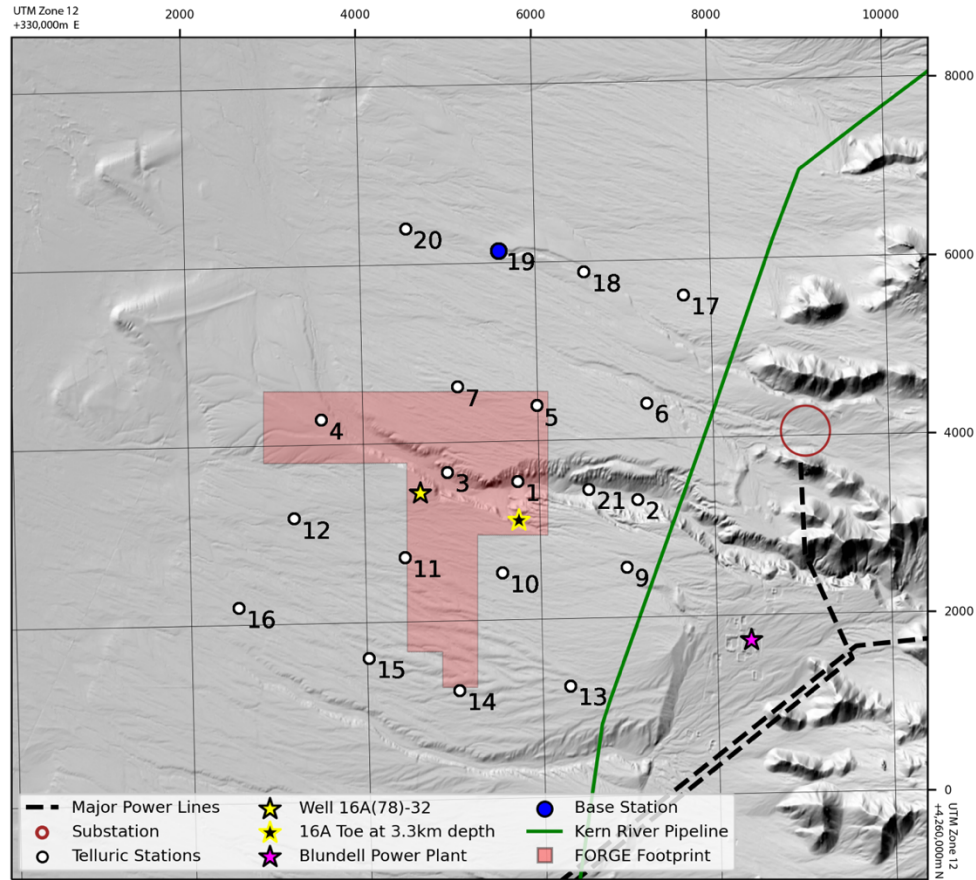 UTM Zone 12
+330,000m E
2000
4000
6000
8000
10000
8000
20
19
6000
18
17
7
5
6
4
4000
3
1
21
2
12
11
10
9
16
2000
15
14
13
0
Major Power Lines
Well 16A(78)-32
Base Station
Substation
16A Toe at 3.3km depth
Kern River Pipeline
Telluric Stations
Blundell Power Plant
FORGE Footprint
UTM Zone 12
+4,260,000m N